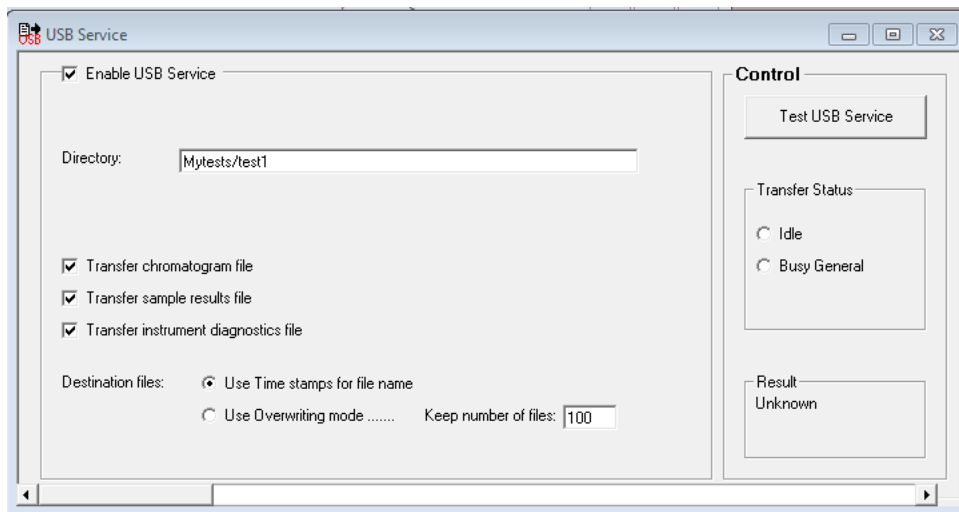 USB Service
Enable USB Service
Directory: Mytests/test1
Transfer chromatogram file
Transfer sample results file
Transfer instrument diagnostics file
Destination files: Use Time stamps for file name
Use Overwriting mode ....... Keep number of files: 100
Control
Test USB Service
Transfer Status
Idle
Busy General
Result
Unknown